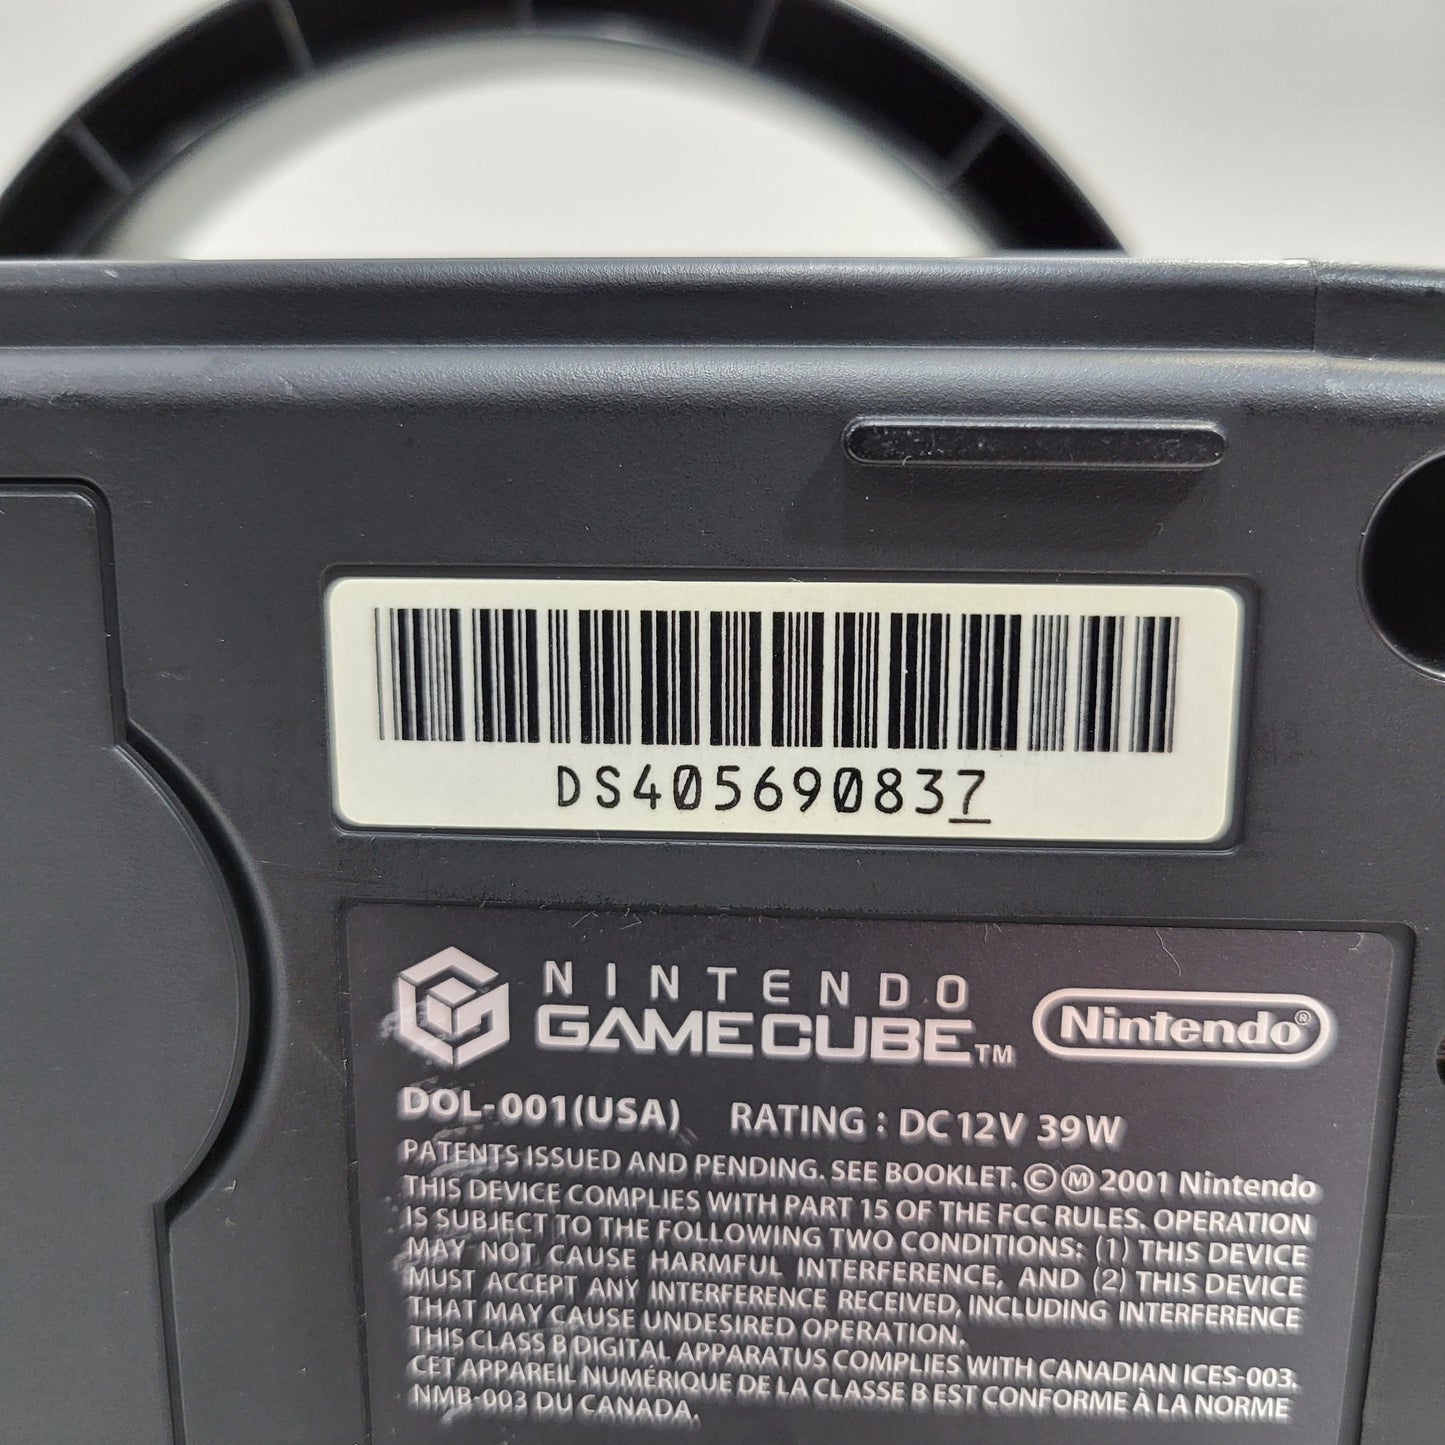 DS405690837
NINTENDO
GAMECUBE™
Nintendo®
DOL-001(USA) RATING : DC12V 39W
PATENTS ISSUED AND PENDING. SEE BOOKLET. © Ⓜ 2001 Nintendo
THIS DEVICE COMPLIES WITH PART 15 OF THE FCC RULES. OPERATION
IS SUBJECT TO THE FOLLOWING TWO CONDITIONS: (1) THIS DEVICE
MAY NOT CAUSE HARMFUL INTERFERENCE, AND (2) THIS DEVICE
MUST ACCEPT ANY INTERFERENCE RECEIVED, INCLUDING INTERFERENCE
THAT MAY CAUSE UNDESIRED OPERATION.
THIS CLASS B DIGITAL APPARATUS COMPLIES WITH CANADIAN ICES-003.
CET APPAREIL NUMÉRIQUE DE LA CLASSE B EST CONFORME À LA NORME
NMB-003 DU CANADA.